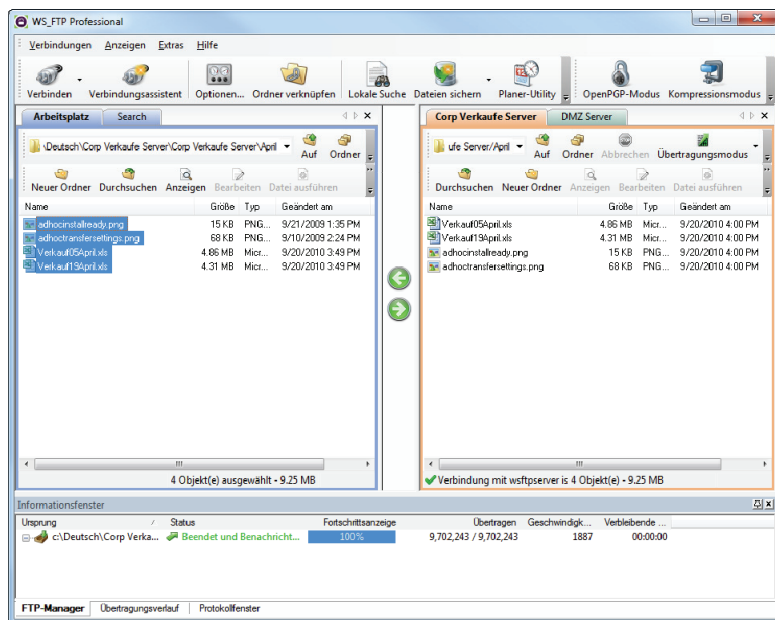 WS_FTP Professional
Verbindungen Anzeigen Extras Hilfe
Verbinden Verbindungsassistent Optionen... Ordner verknüpfen Lokale Suche Dateien sichern Planer-Utility OpenPGP-Modus Kompressionsmodus
Arbeitsplatz Search
\Deutsch\Corp Verkaufe Server\Corp Verkaufe Server\April Auf Ordner
Neuer Ordner Durchsuchen Anzeigen Bearbeiten Datei ausführen
Name Größe Typ Geändert am
adhocinstallready.png 15 KB PNG... 9/21/2009 1:35 PM
adhoctransfersettings.png 68 KB PNG... 9/10/2009 2:24 PM
Verkauf05April.xls 4.86 MB Micr... 9/20/2010 3:49 PM
Verkauf19April.xls 4.31 MB Micr... 9/20/2010 3:49 PM
4 Objekt(e) ausgewählt - 9.25 MB
Corp Verkaufe Server DMZ Server
ufe Server/April Auf Ordner Abbrechen Übertragungsmodus
Durchsuchen Neuer Ordner Anzeigen Bearbeiten Datei ausführen
Name Größe Typ Geändert am
Verkauf05April.xls 4.86 MB Micr... 9/20/2010 4:00 PM
Verkauf19April.xls 4.31 MB Micr... 9/20/2010 4:00 PM
adhocinstallready.png 15 KB PNG... 9/20/2010 4:00 PM
adhoctransfersettings.png 68 KB PNG... 9/20/2010 4:00 PM
Verbindung mit wsftpserver is 4 Objekt(e) - 9.25 MB
Informationsfenster
Ursprung Status Fortschrittsanzeige Übertragen Geschwindigk... Verbleibende ...
c:\Deutsch\Corp Verka... Beendet und Benachricht... 100% 9,702,243 / 9,702,243 1887 00:00:00
FTP-Manager Übertragungsverlauf Protokollfenster